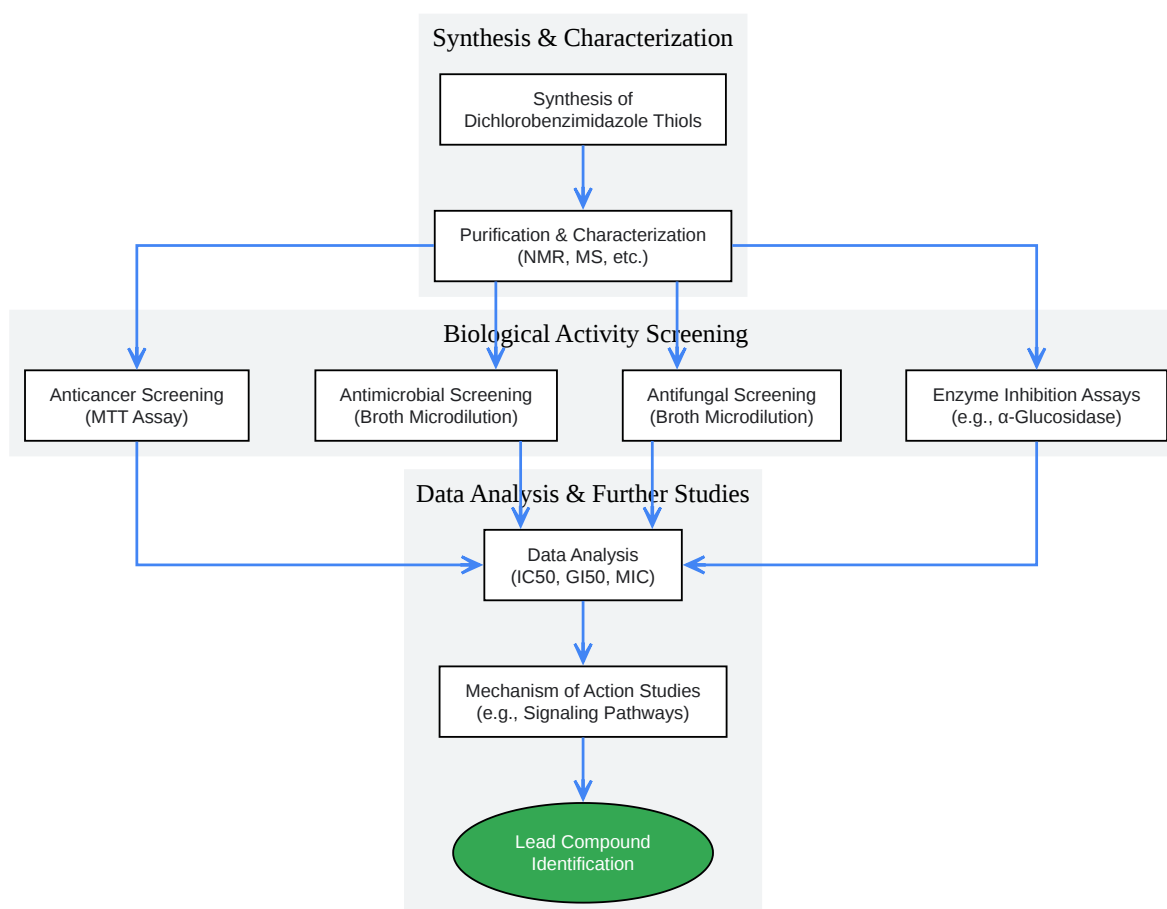 Synthesis & Characterization
Synthesis of
Dichlorobenzimidazole Thiols
Purification & Characterization
(NMR, MS, etc.)
Biological Activity Screening
Anticancer Screening
(MTT Assay)
Antimicrobial Screening
(Broth Microdilution)
Antifungal Screening
(Broth Microdilution)
Enzyme Inhibition Assays
(e.g., α-Glucosidase)
Data Analysis & Further Studies
Data Analysis
(IC50, GI50, MIC)
Mechanism of Action Studies
(e.g., Signaling Pathways)
Lead Compound
Identification